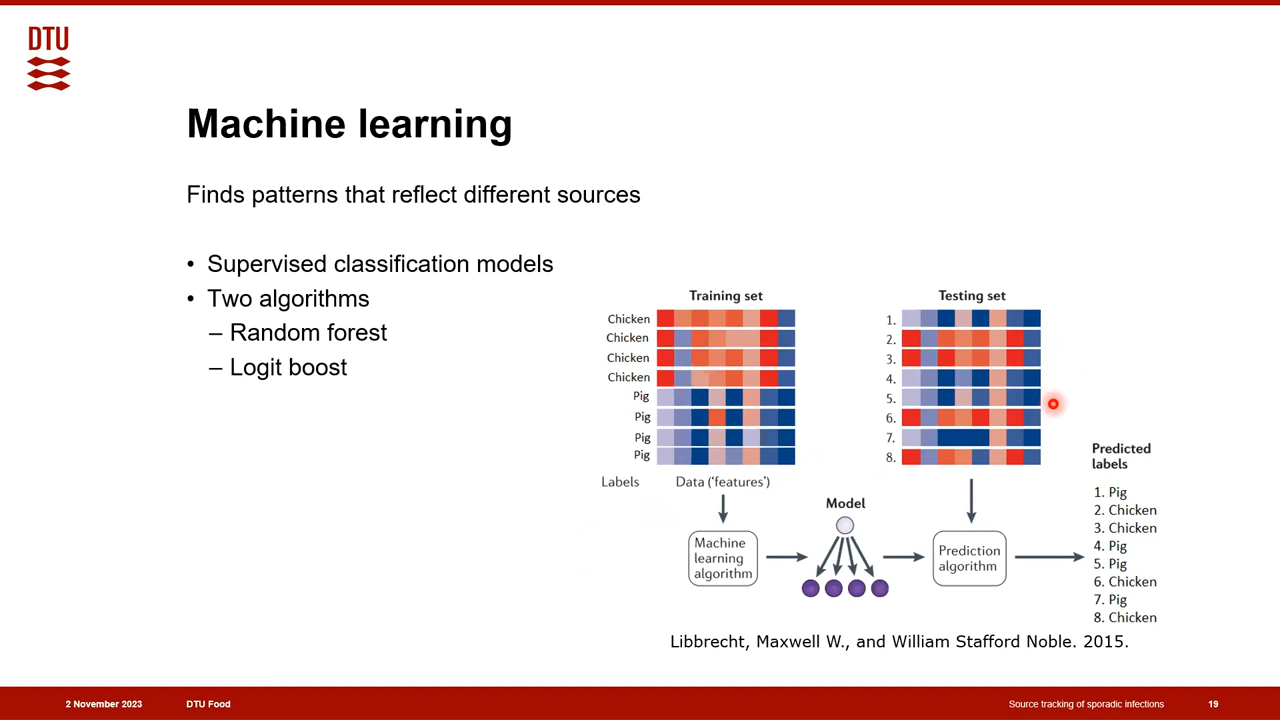 DTU
Machine learning
Finds patterns that reflect different sources
• Supervised classification models
• Two algorithms
– Random forest
– Logit boost
Training set
Chicken
Chicken
Chicken
Chicken
Pig
Pig
Pig
Pig
Labels
Data ('features')
Testing set
1.
2.
3.
4.
5.
6.
7.
8.
Machine
learning
algorithm
Model
Prediction
algorithm
Predicted
labels
1. Pig
2. Chicken
3. Chicken
4. Pig
5. Pig
6. Chicken
7. Pig
8. Chicken
Libbrecht, Maxwell W., and William Stafford Noble. 2015.
2 November 2023
DTU Food
Source tracking of sporadic infections
19